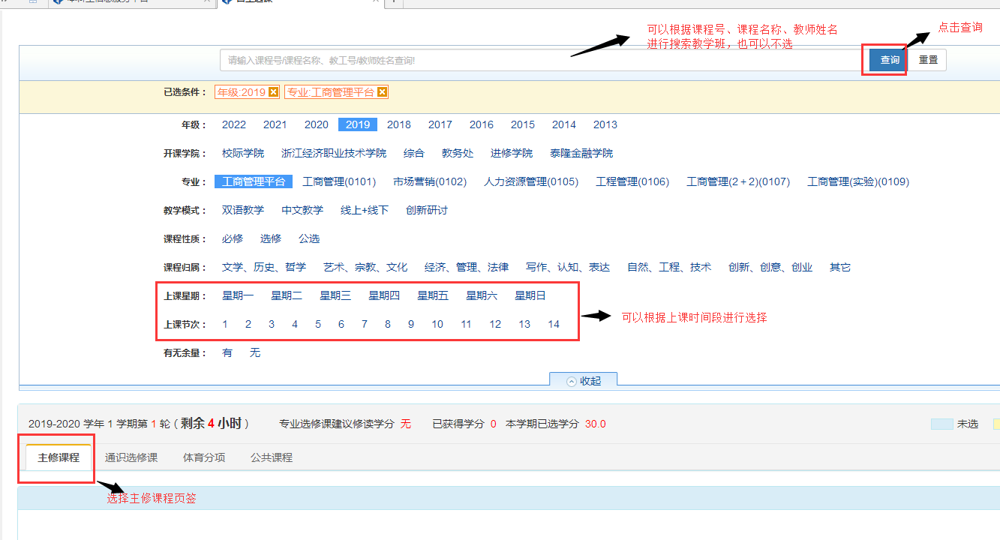 可以根据课程号、课程名称、教师姓名
进行搜索教学班，也可以不选
点击查询
请输入课程号/课程名称、教工号/教师姓名查询!
查询 重置
已选条件： 年级:2019 专业:工商管理平台
年级： 2022 2021 2020 2019 2018 2017 2016 2015 2014 2013
开课学院： 校际学院 浙江经济职业技术学院 综合 教务处 进修学院 泰隆金融学院
专业： 工商管理平台 工商管理(0101) 市场营销(0102) 人力资源管理(0105) 工程管理(0106) 工商管理(2＋2)(0107) 工商管理(实验)(0109)
教学模式： 双语教学 中文教学 线上+线下 创新研讨
课程性质： 必修 选修 公选
课程归属： 文学、历史、哲学 艺术、宗教、文化 经济、管理、法律 写作、认知、表达 自然、工程、技术 创新、创意、创业 其它
上课星期： 星期一 星期二 星期三 星期四 星期五 星期六 星期日
上课节次： 1 2 3 4 5 6 7 8 9 10 11 12 13 14
可以根据上课时间段进行选择
有无余量： 有 无
收起
2019-2020 学年 1 学期第 1 轮 ( 剩余 4 小时 ) 专业选修课建议修读学分 无 已获得学分 0 本学期已选学分 30.0 未选
主修课程 通识选修课 体育分项 公共课程
选择主修课程页签